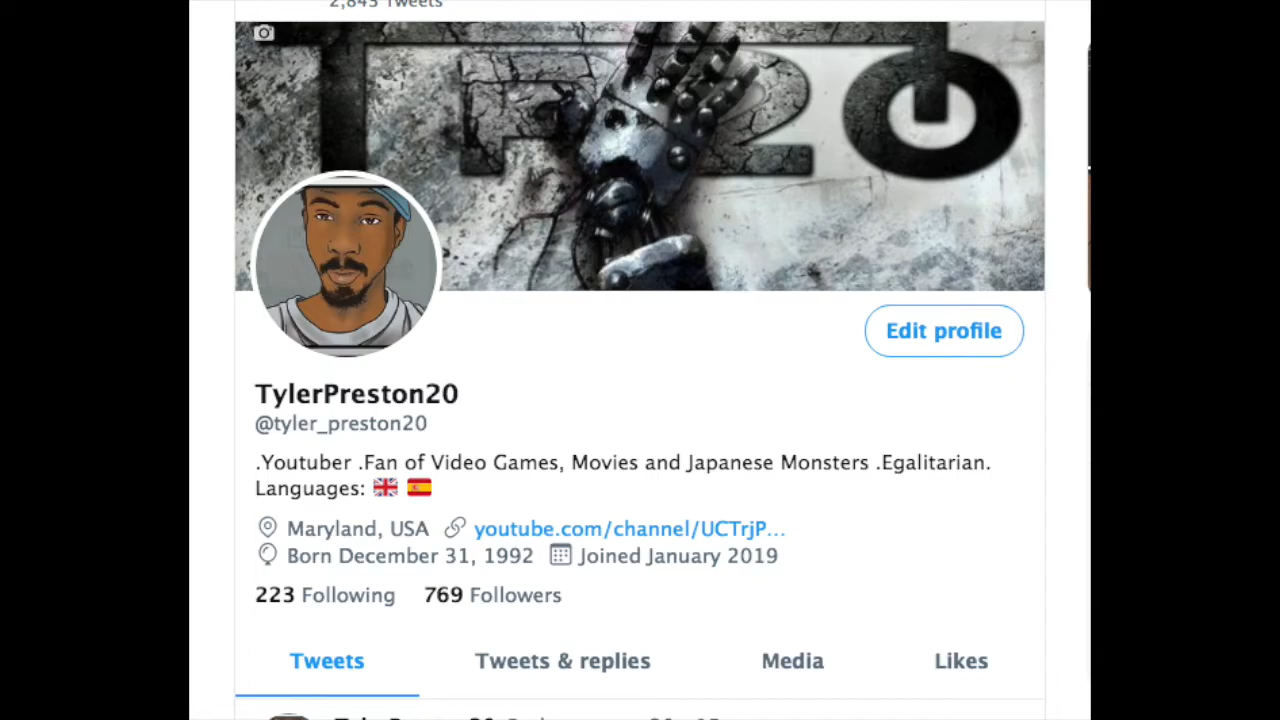 2,843 Tweets
TP20
Edit profile
TylerPreston20
@tyler_preston20
.Youtuber .Fan of Video Games, Movies and Japanese Monsters .Egalitarian.
Languages: 🇬🇧 🇪🇸
Maryland, USA youtube.com/channel/UCTrjP...
Born December 31, 1992 Joined January 2019
223 Following 769 Followers
Tweets Tweets & replies Media Likes